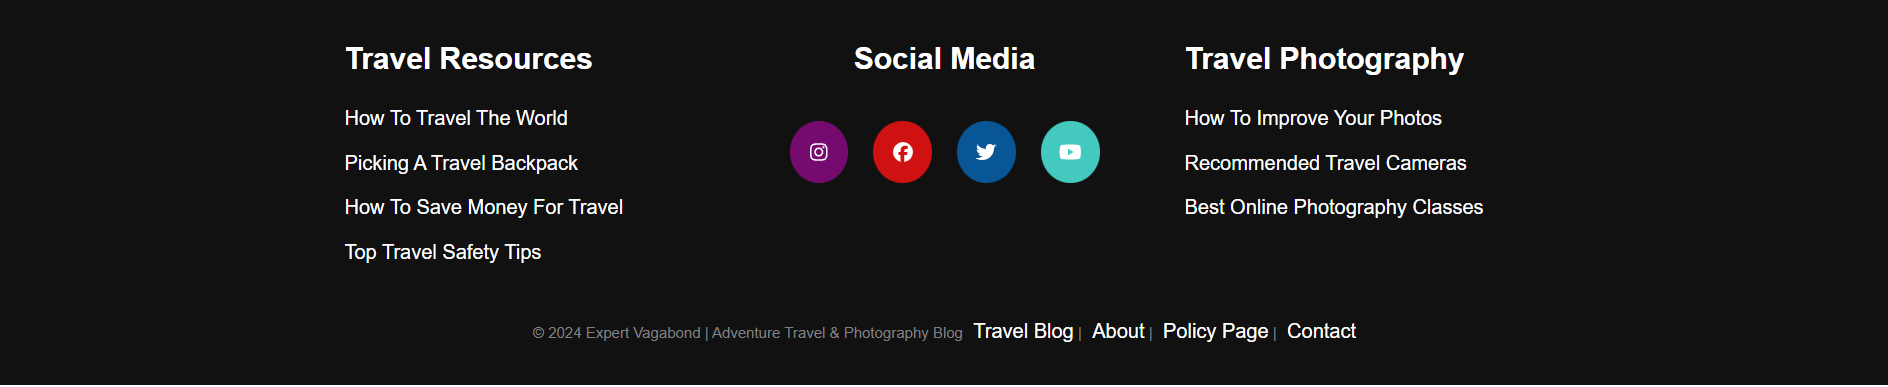 Travel Resources
How To Travel The World
Picking A Travel Backpack
How To Save Money For Travel
Top Travel Safety Tips
Social Media
Travel Photography
How To Improve Your Photos
Recommended Travel Cameras
Best Online Photography Classes
© 2024 Expert Vagabond | Adventure Travel & Photography Blog Travel Blog | About | Policy Page | Contact